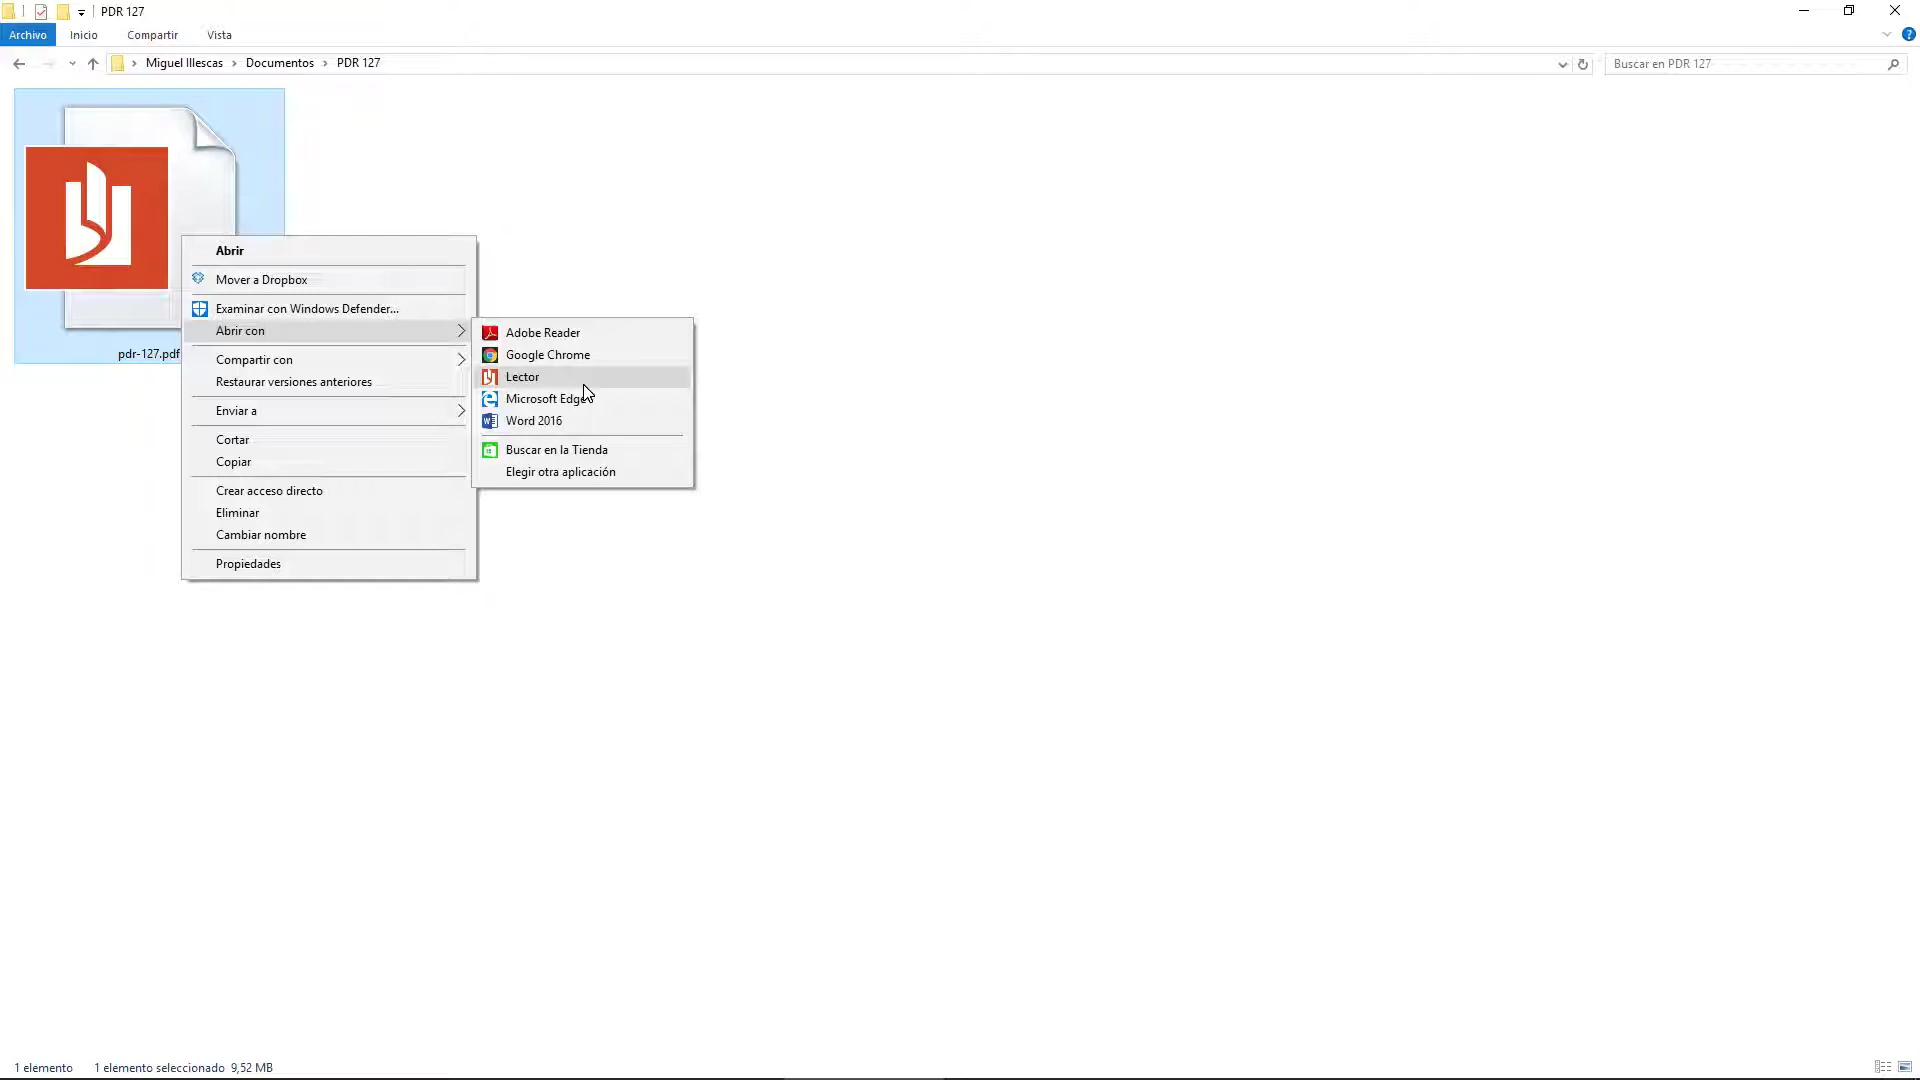 PDR 127
Archivo Inicio Compartir Vista
Miguel Illescas Documentos PDR 127
Buscar en PDR 127
pdr-127.pdf
Abrir
Mover a Dropbox
Examinar con Windows Defender...
Abrir con
Compartir con
Restaurar versiones anteriores
Enviar a
Cortar
Copiar
Crear acceso directo
Eliminar
Cambiar nombre
Propiedades
Adobe Reader
Google Chrome
Lector
Microsoft Edge
Word 2016
Buscar en la Tienda
Elegir otra aplicación
1 elemento 1 elemento seleccionado 9,52 MB